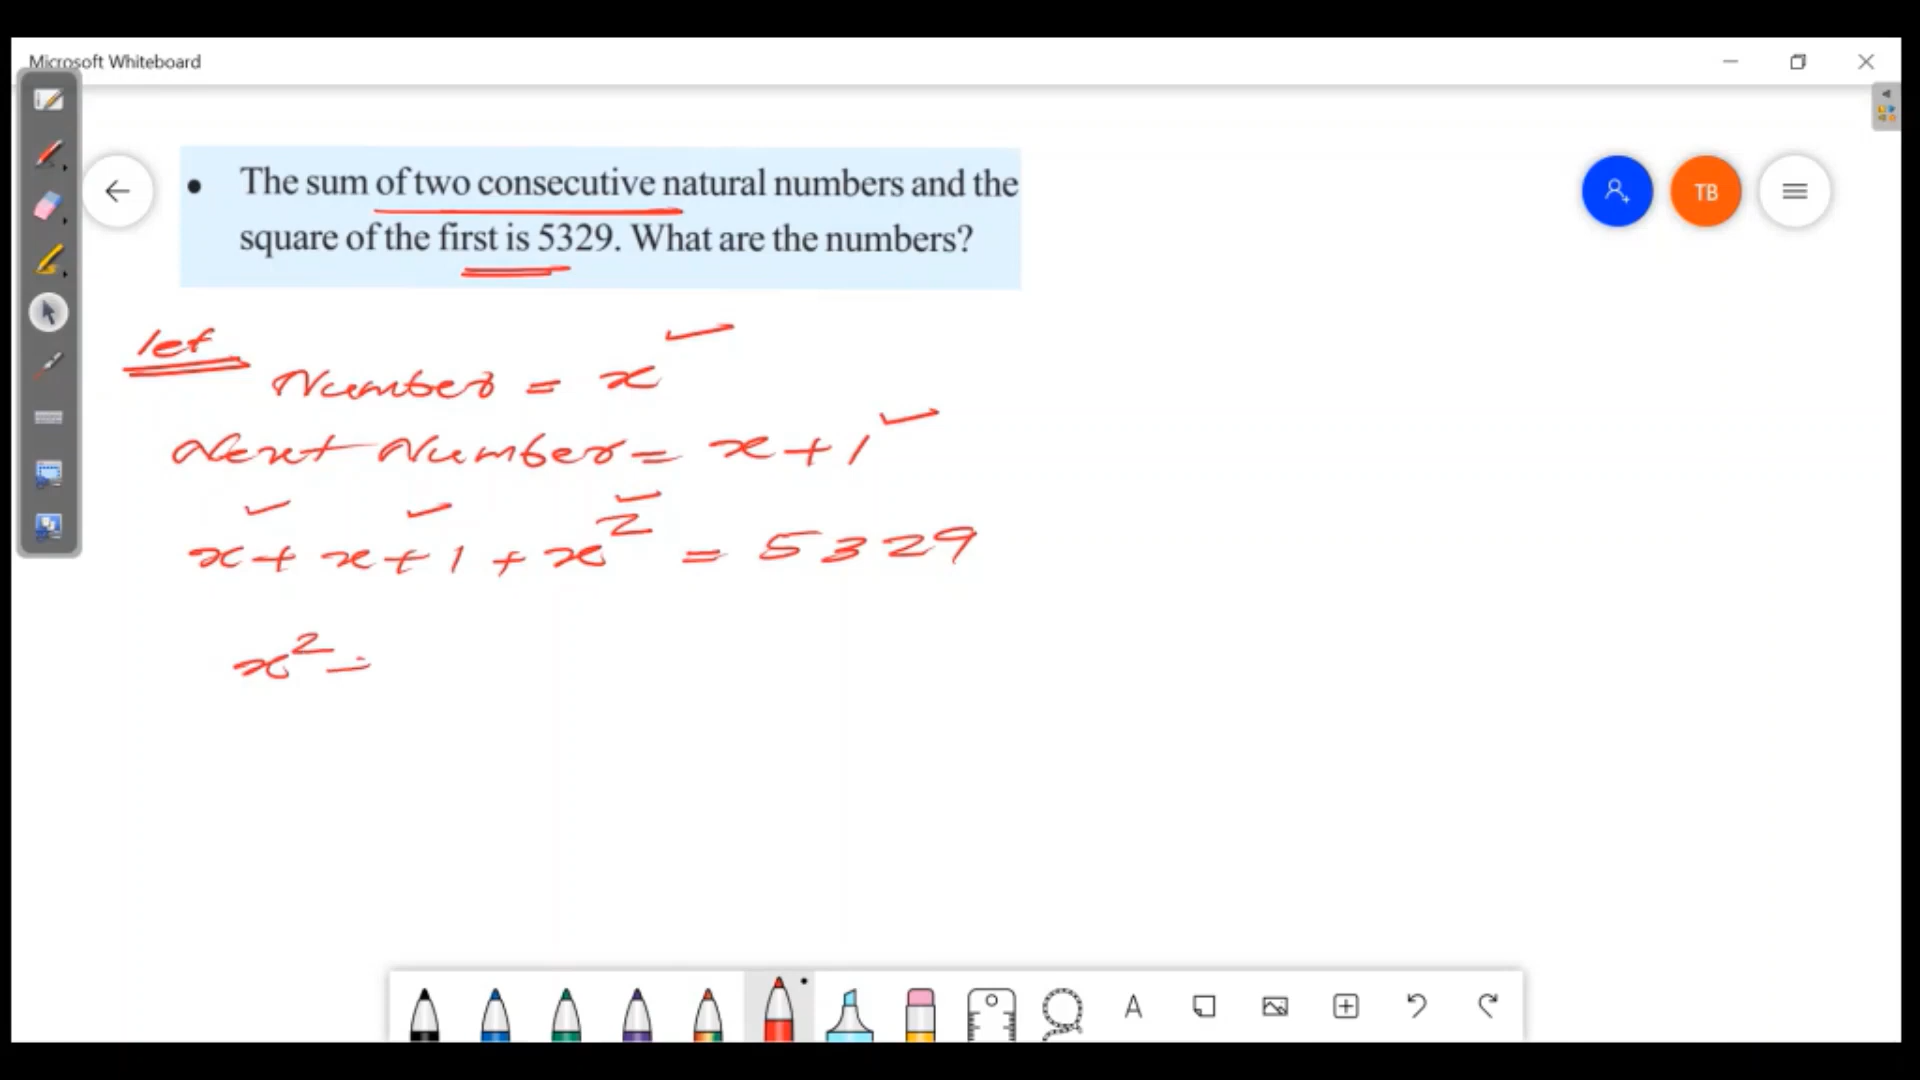 Microsoft Whiteboard
TB
• The sum of two consecutive natural numbers and the
square of the first is 5329. What are the numbers?
let
Number = x
Next Number = x + 1
x + x + 1 + x² = 5329
x² =
A